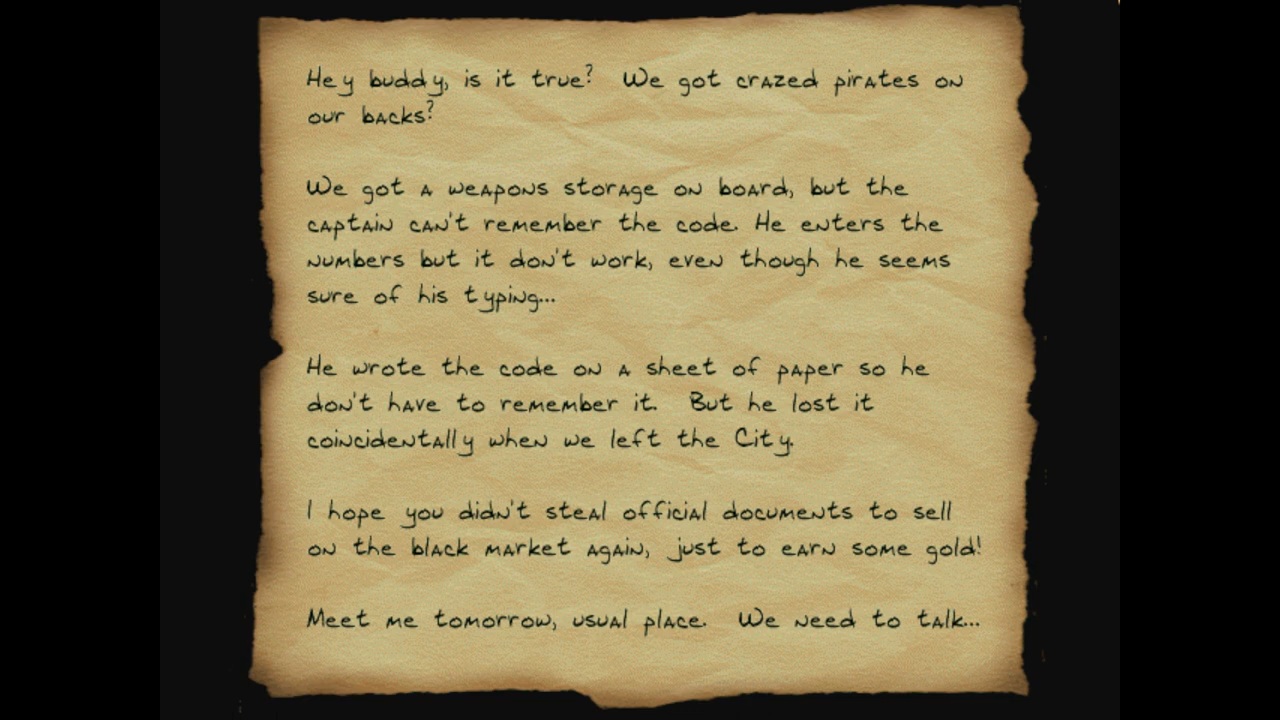 Hey buddy, is it true?  We got crazed pirates on
our backs?
We got a weapons storage on board, but the
captain can't remember the code. He enters the
numbers but it don't work, even though he seems
sure of his typing...
He wrote the code on a sheet of paper so he
don't have to remember it.  But he lost it
coincidentally when we left the City.
I hope you didn't steal official documents to sell
on the black market again, just to earn some gold!
Meet me tomorrow, usual place.  We need to talk...